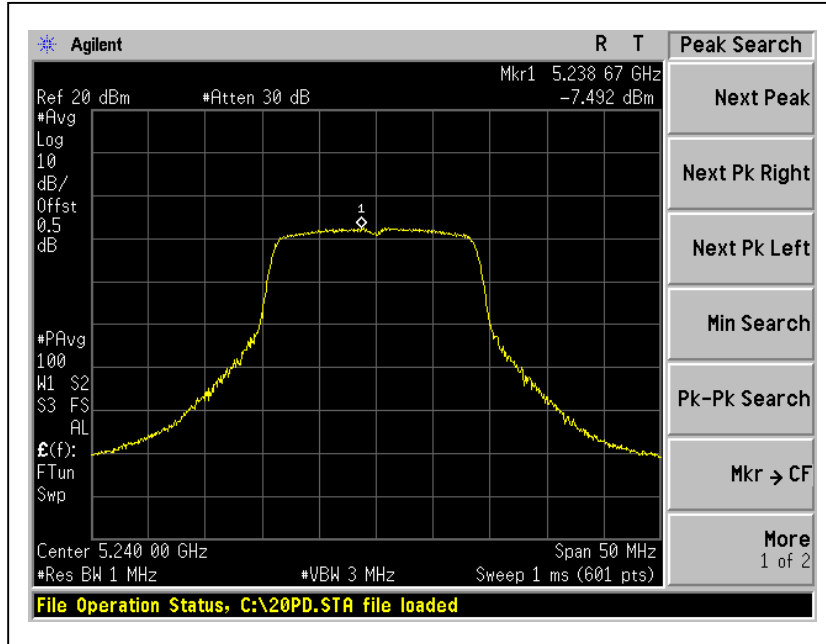 Agilent R T
Peak Search
Mkr1 5.238 67 GHz
Ref 20 dBm #Atten 30 dB -7.492 dBm
#Avg
Log
10
dB/
Offst
0.5
dB
1
#PAvg
100
W1 S2
S3 FS
AL
£(f):
FTun
Swp
Center 5.240 00 GHz Span 50 MHz
#Res BW 1 MHz #VBW 3 MHz Sweep 1 ms (601 pts)
File Operation Status, C:\20PD.STA file loaded
Next Peak
Next Pk Right
Next Pk Left
Min Search
Pk-Pk Search
Mkr → CF
More
1 of 2